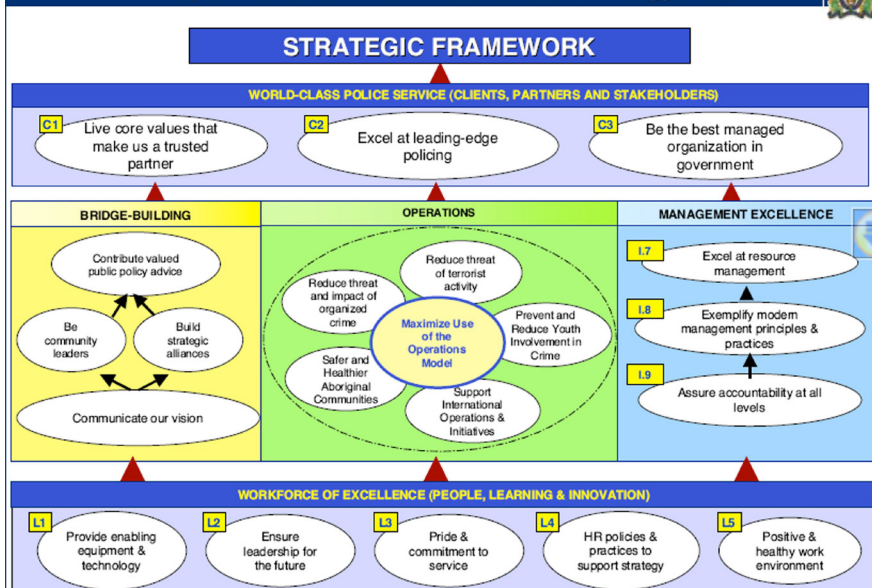 STRATEGIC FRAMEWORK
WORLD-CLASS POLICE SERVICE (CLIENTS, PARTNERS AND STAKEHOLDERS)
C1
Live core values that
make us a trusted
partner
C2
Excel at leading-edge
policing
C3
Be the best managed
organization in
government
BRIDGE-BUILDING
Contribute valued
public policy advice
Be
community
leaders
Build
strategic
alliances
Communicate our vision
OPERATIONS
Reduce threat
of terrorist
activity
Reduce threat
and impact of
organized
crime
Maximize Use
of the
Operations
Model
Prevent and
Reduce Youth
Involvement in
Crime
Safer and
Healthier
Aboriginal
Communities
Support
International
Operations &
Initiatives
MANAGEMENT EXCELLENCE
I.7
Excel at resource
management
I.8
Exemplify modern
management principles &
practices
I.9
Assure accountability at all
levels
WORKFORCE OF EXCELLENCE (PEOPLE, LEARNING & INNOVATION)
L1
Provide enabling
equipment &
technology
L2
Ensure
leadership for
the future
L3
Pride &
commitment to
service
L4
HR policies &
practices to
support strategy
L5
Positive &
healthy work
environment